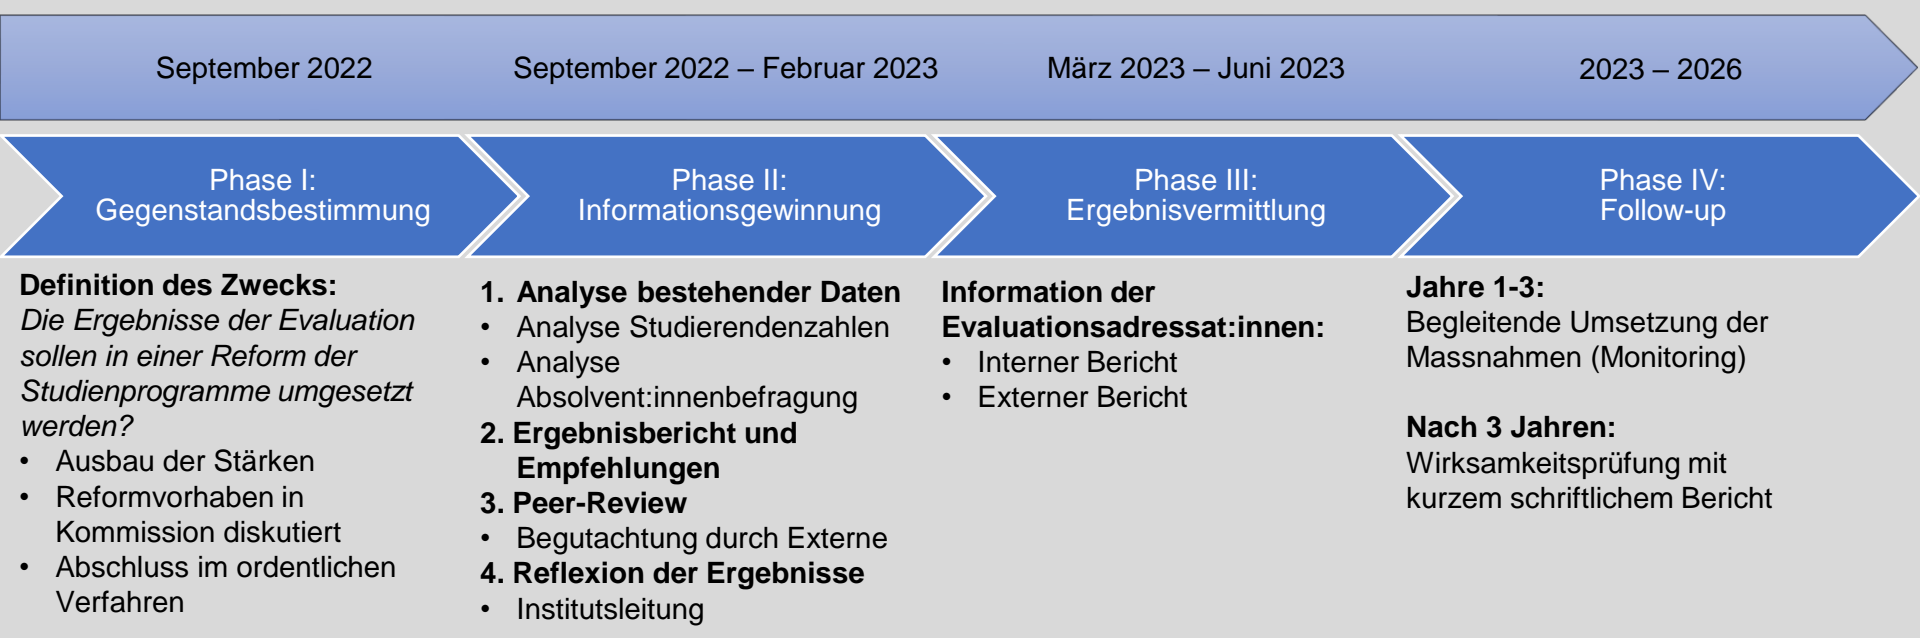 September 2022
September 2022 – Februar 2023
März 2023 – Juni 2023
2023 – 2026
Phase I:
Gegenstandsbestimmung
Phase II:
Informationsgewinnung
Phase III:
Ergebnisvermittlung
Phase IV:
Follow-up
Definition des Zwecks:
Die Ergebnisse der Evaluation
sollen in einer Reform der
Studienprogramme umgesetzt
werden?
• Ausbau der Stärken
• Reformvorhaben in
Kommission diskutiert
• Abschluss im ordentlichen
Verfahren
1. Analyse bestehender Daten
• Analyse Studierendenzahlen
• Analyse
Absolvent:innenbefragung
2. Ergebnisbericht und
Empfehlungen
3. Peer-Review
• Begutachtung durch Externe
4. Reflexion der Ergebnisse
• Institutsleitung
Information der
Evaluationsadressat:innen:
• Interner Bericht
• Externer Bericht
Jahre 1-3:
Begleitende Umsetzung der
Massnahmen (Monitoring)
Nach 3 Jahren:
Wirksamkeitsprüfung mit
kurzem schriftlichem Bericht